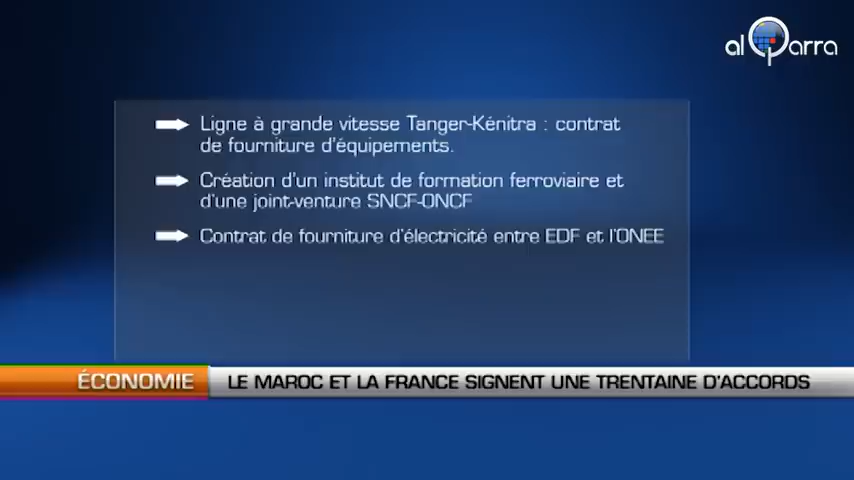 al Qarra
Ligne à grande vitesse Tanger-Kénitra : contrat
de fourniture d'équipements.
Création d'un institut de formation ferroviaire et
d'une joint-venture SNCF-ONCF
Contrat de fourniture d'électricité entre EDF et l'ONEE
ÉCONOMIE
LE MAROC ET LA FRANCE SIGNENT UNE TRENTAINE D'ACCORDS